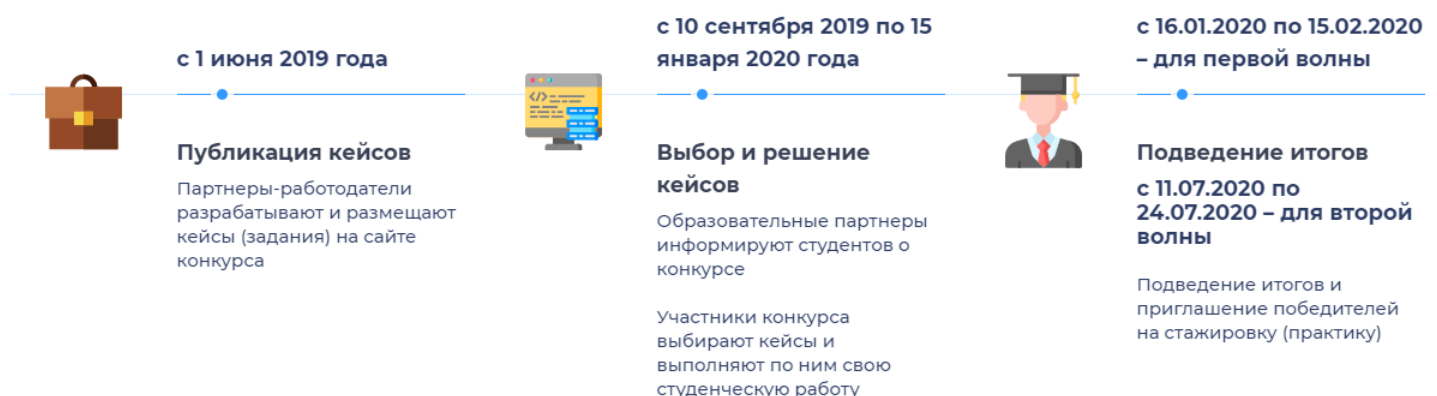 с 1 июня 2019 года
Публикация кейсов
Партнеры-работодатели
разрабатывают и размещают
кейсы (задания) на сайте
конкурса
с 10 сентября 2019 по 15
января 2020 года
Выбор и решение
кейсов
Образовательные партнеры
информируют студентов о
конкурсе
Участники конкурса
выбирают кейсы и
выполняют по ним свою
студенческую работу
с 16.01.2020 по 15.02.2020
– для первой волны
Подведение итогов
с 11.07.2020 по
24.07.2020 – для второй
волны
Подведение итогов и
приглашение победителей
на стажировку (практику)